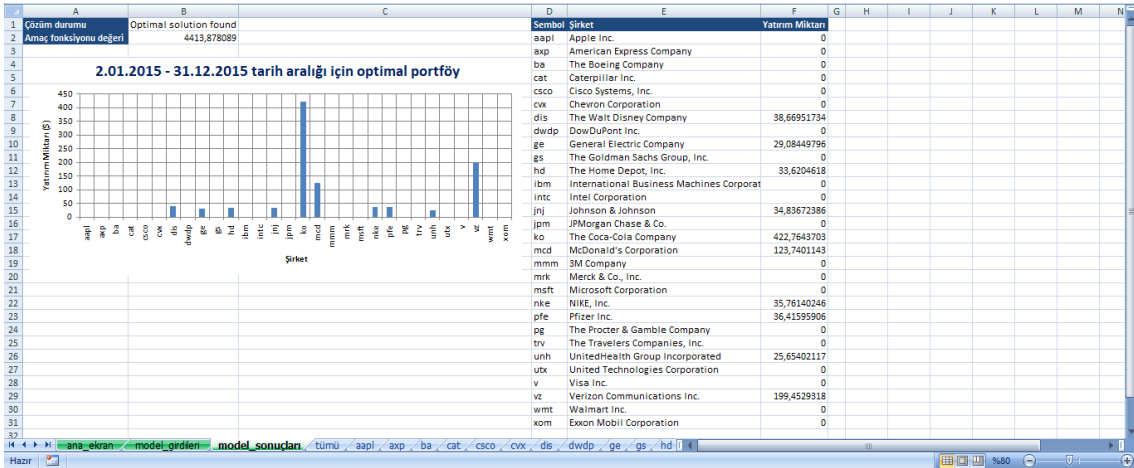 A B C D E F G H I J K L M N
1 Çözüm durumu Optimal solution found Sembol Şirket Yatırım Miktarı
2 Amaç fonksiyonu değeri 4413,878089 aapl Apple Inc. 0
3 axp American Express Company 0
4 ba The Boeing Company 0
5 cat Caterpillar Inc. 0
6 csco Cisco Systems, Inc. 0
7 cvx Chevron Corporation 0
8 dis The Walt Disney Company 38,66951734
9 dwdp DowDuPont Inc. 0
10 ge General Electric Company 29,08449796
11 gs The Goldman Sachs Group, Inc. 0
12 hd The Home Depot, Inc. 33,6204618
13 ibm International Business Machines Corporat 0
14 intc Intel Corporation 0
15 jnj Johnson & Johnson 34,83672386
16 jpm JPMorgan Chase & Co. 0
17 ko The Coca-Cola Company 422,7643703
18 mcd McDonald's Corporation 123,7401143
19 mmm 3M Company 0
20 mrk Merck & Co., Inc. 0
21 msft Microsoft Corporation 0
22 nke NIKE, Inc. 35,76140246
23 pfe Pfizer Inc. 36,41595906
24 pg The Procter & Gamble Company 0
25 trv The Travelers Companies, Inc. 0
26 unh UnitedHealth Group Incorporated 25,65402117
27 utx United Technologies Corporation 0
28 v Visa Inc. 0
29 vz Verizon Communications Inc. 199,4529318
30 wmt Walmart Inc. 0
31 xom Exxon Mobil Corporation 0
32
2.01.2015 - 31.12.2015 tarih aralığı için optimal portföy
Yatırım Miktarı ($)
450
400
350
300
250
200
150
100
50
0
aapl axp ba cat csco cvx dis dwdp ge gs hd ibm intc jnj jpm ko mcd mmm mrk msft nke pfe pg trv unh utx v vz wmt xom
Şirket
ana_ekran model_girdileri model_sonuçları tümü aapl axp ba cat csco cvx dis dwdp ge gs hd
Hazır %80